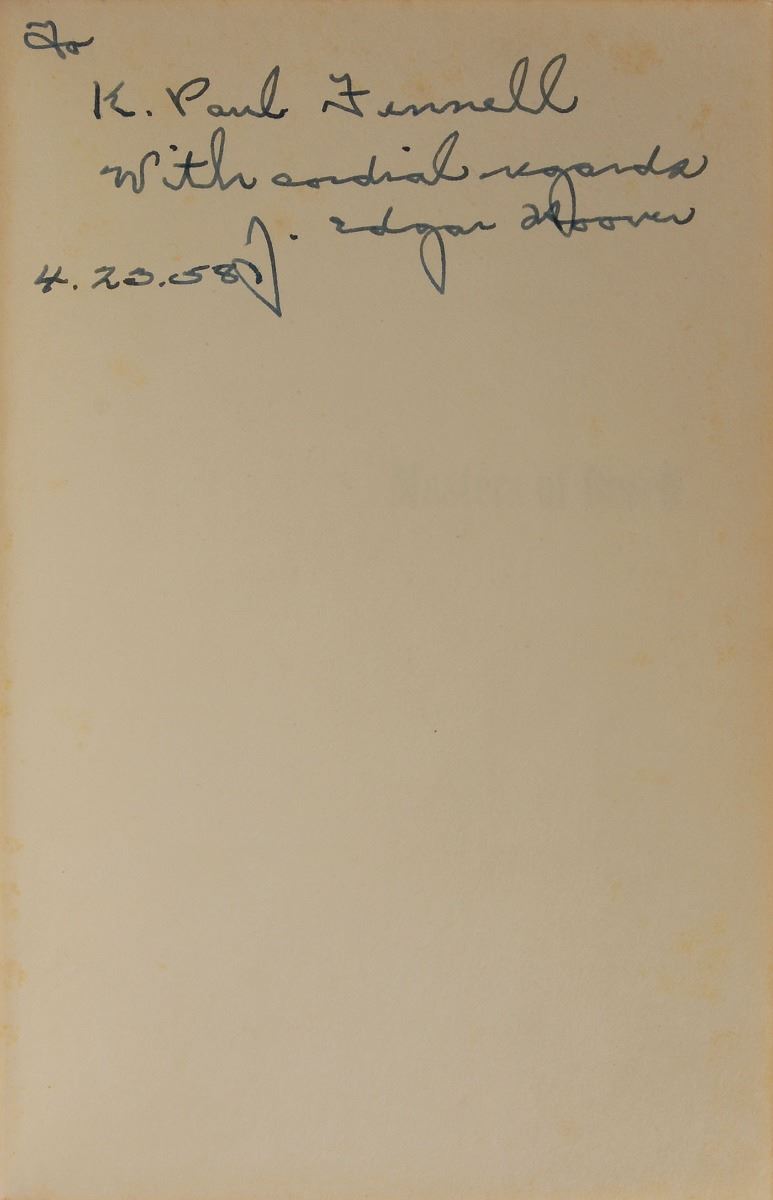 To
K. Paul Fennell
With cordial regards
J. Edgar Hoover
4.23.58